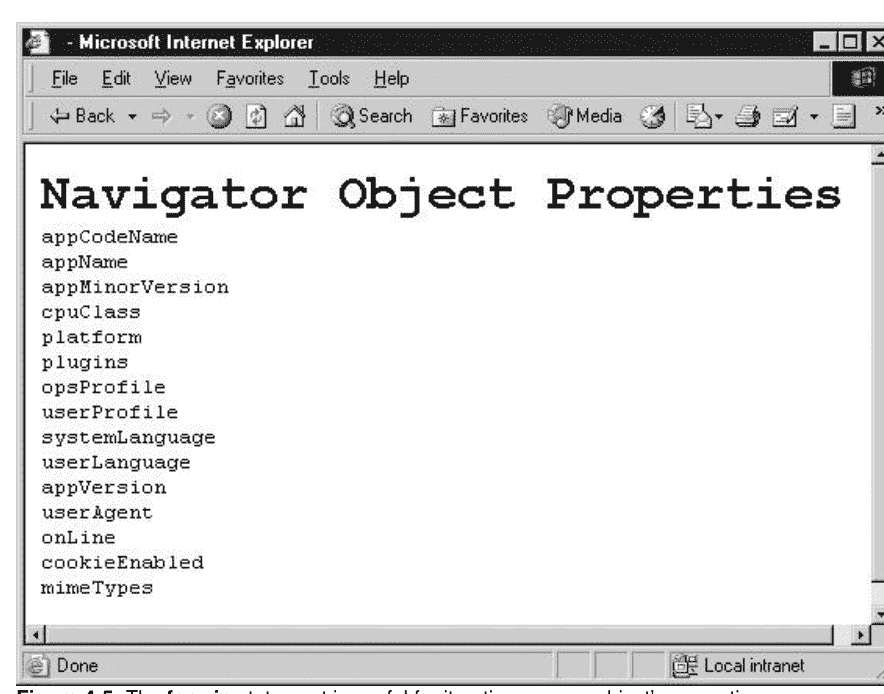 - Microsoft Internet Explorer
File Edit View Favorites Tools Help
Back Search Favorites Media »
Navigator Object Properties
appCodeName
appName
appMinorVersion
cpuClass
platform
plugins
opsProfile
userProfile
systemLanguage
userLanguage
appVersion
userAgent
onLine
cookieEnabled
mimeTypes
Done Local intranet